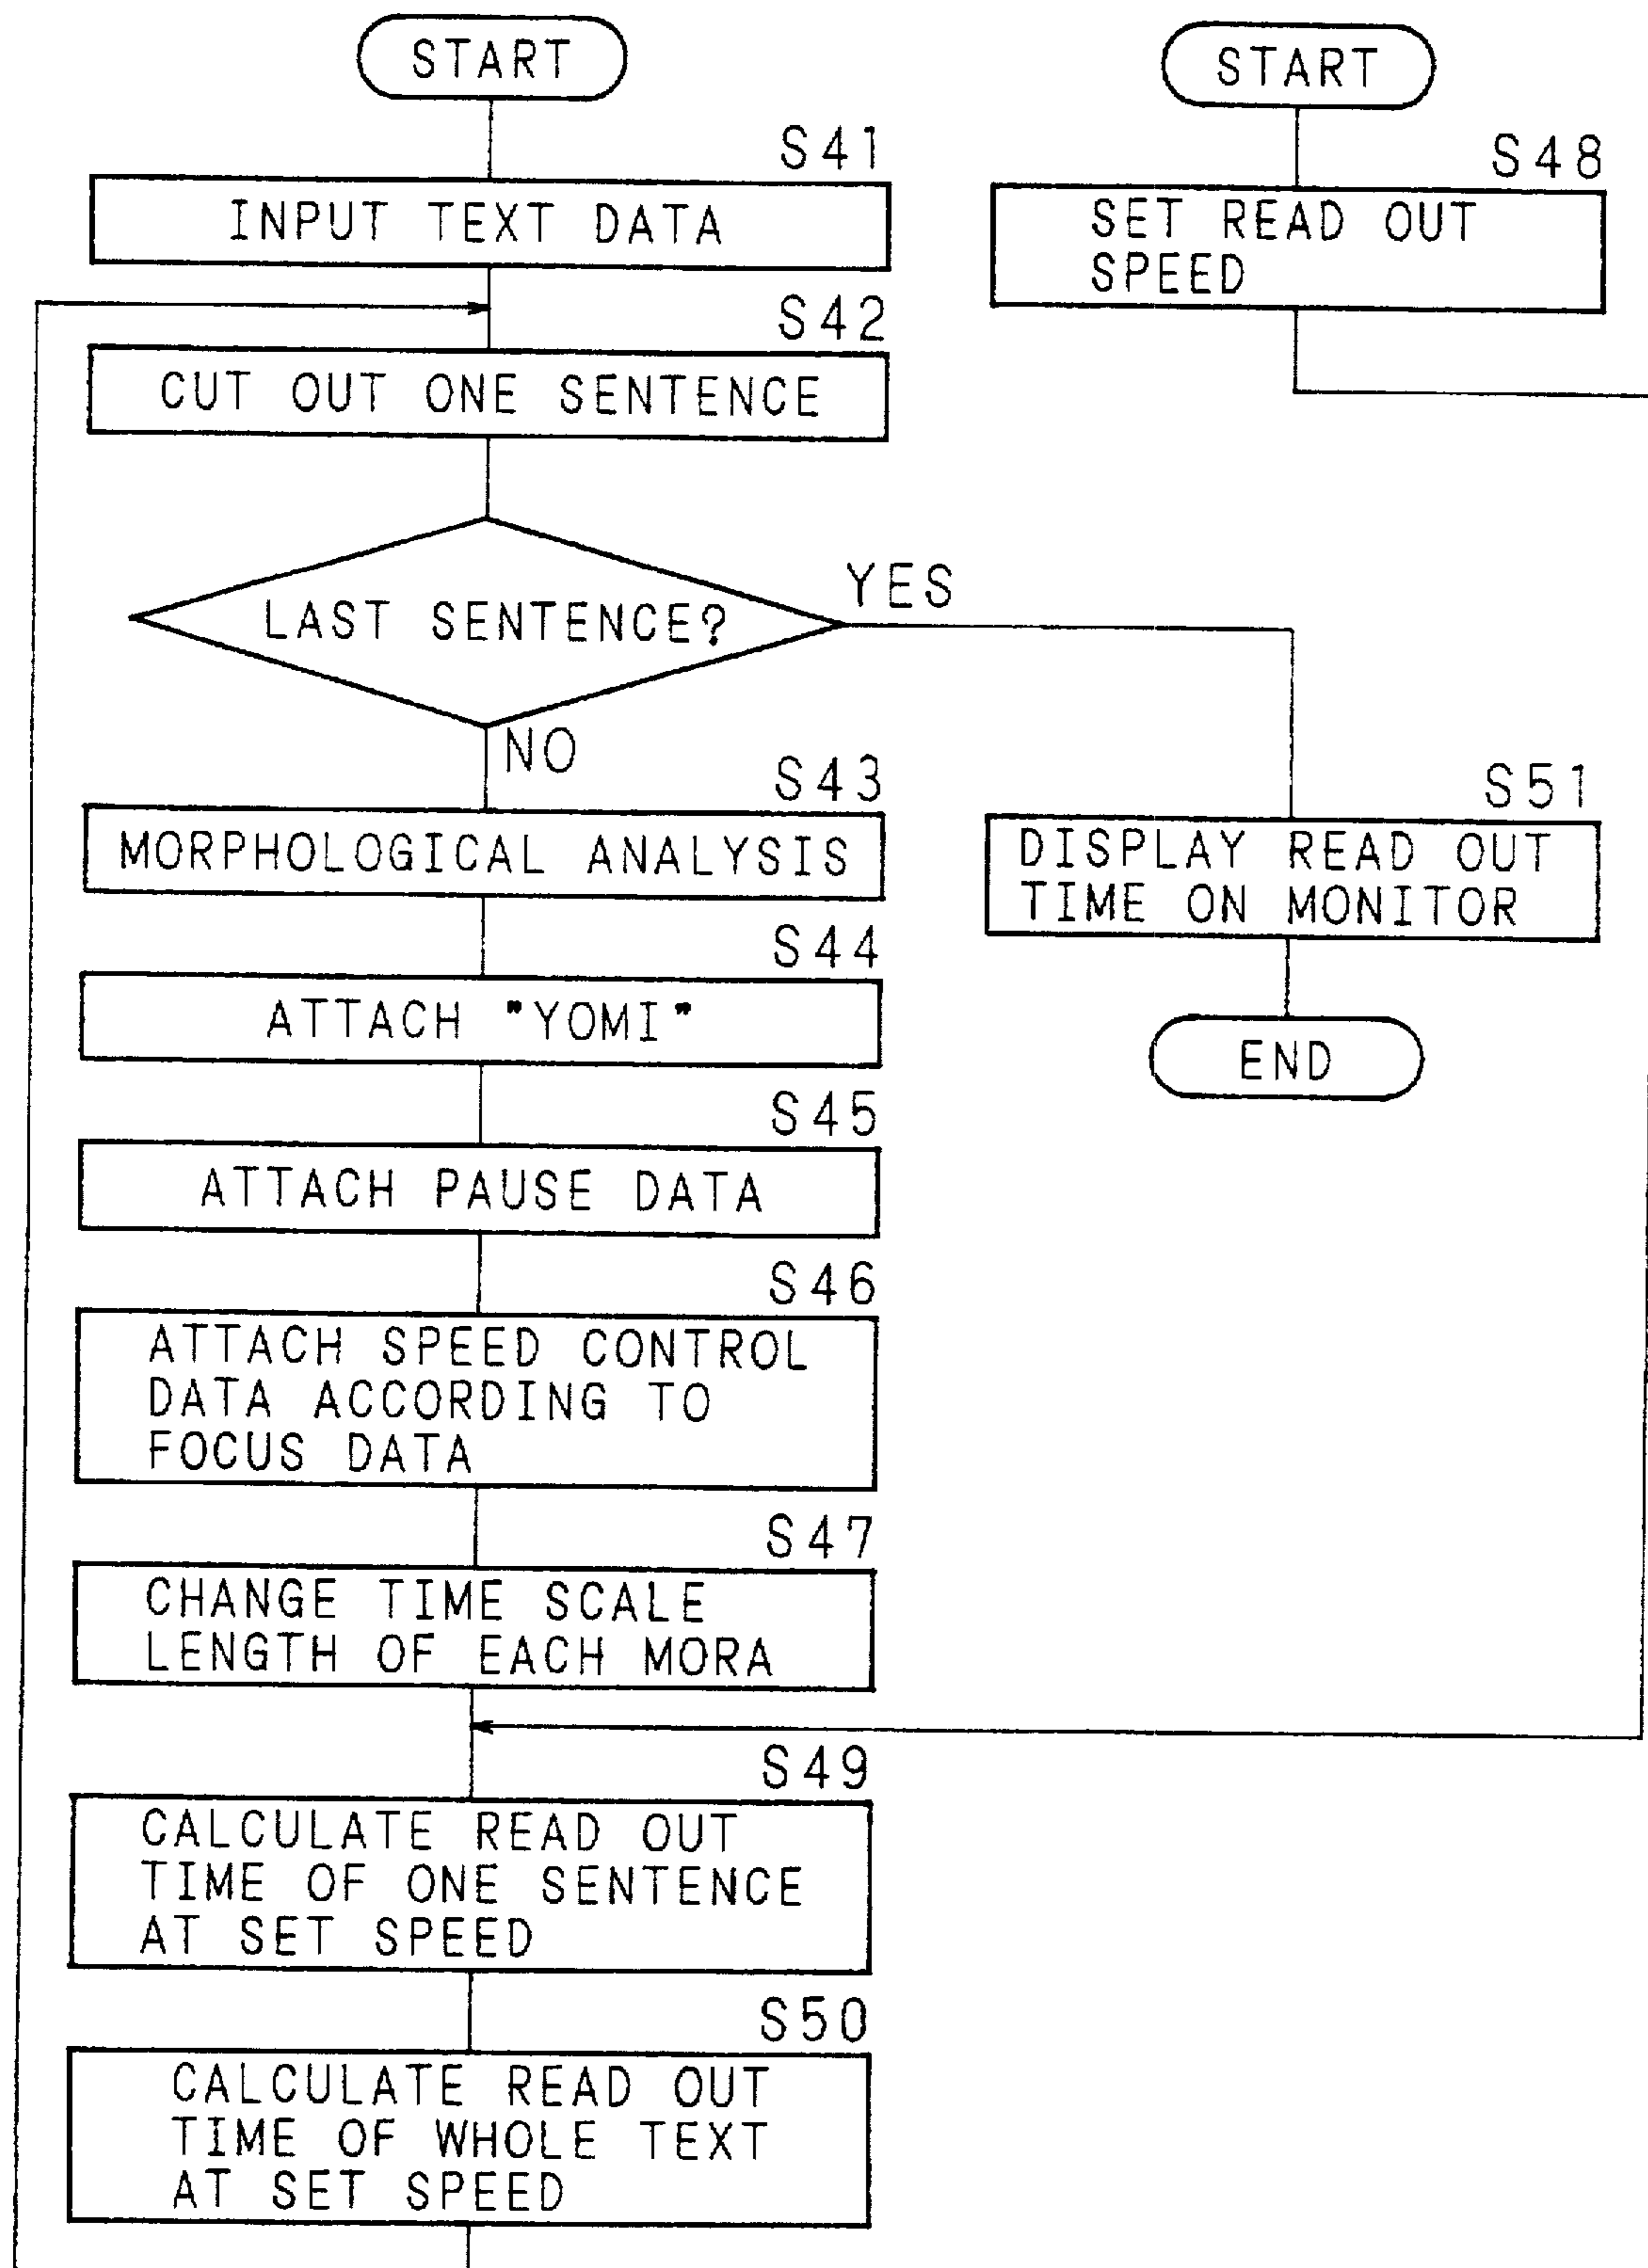 START
S41
INPUT TEXT DATA
S42
CUT OUT ONE SENTENCE
LAST SENTENCE?
YES
NO
S43
MORPHOLOGICAL ANALYSIS
S44
ATTACH "YOMI"
S45
ATTACH PAUSE DATA
S46
ATTACH SPEED CONTROL
DATA ACCORDING TO
FOCUS DATA
S47
CHANGE TIME SCALE
LENGTH OF EACH MORA
S49
CALCULATE READ OUT
TIME OF ONE SENTENCE
AT SET SPEED
S50
CALCULATE READ OUT
TIME OF WHOLE TEXT
AT SET SPEED
START
S48
SET READ OUT
SPEED
S51
DISPLAY READ OUT
TIME ON MONITOR
END